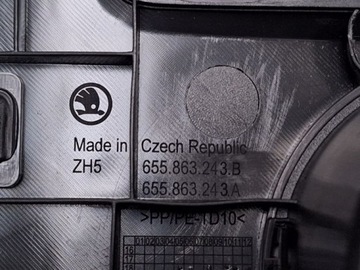 Made in Czech Republic
ZH5 655.863.243.B
655.863.243.A
>PP/PE-TD10<